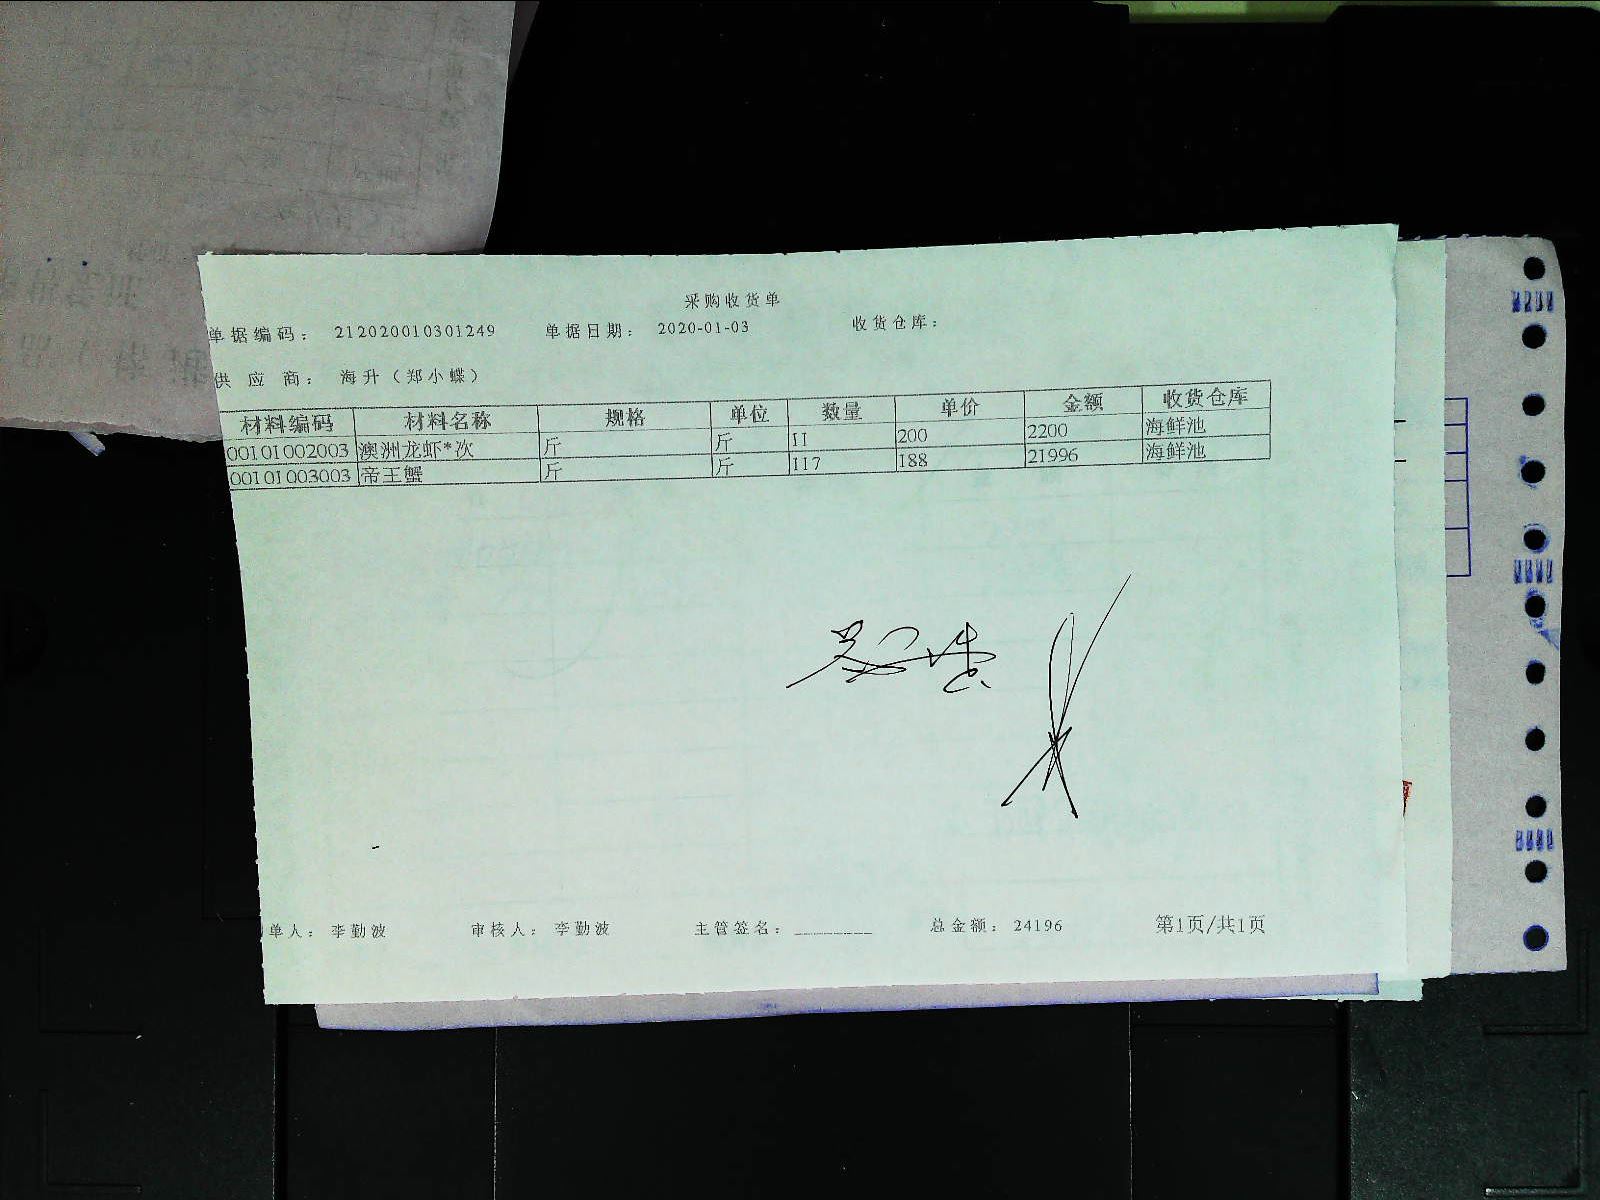 采购收货单
单据编码： 212020010301249 单据日期： 2020-01-03 收货仓库：
供 应 商： 海升（郑小蝶）
材料编码 材料名称 规格 单位 数量 单价 金额 收货仓库
00101002003 澳洲龙虾*次 斤 斤 11 200 2200 海鲜池
00101003003 帝王蟹 斤 斤 117 188 21996 海鲜池
单人： 李勤波 审核人： 李勤波 主管签名： 总金额： 24196 第1页/共1页